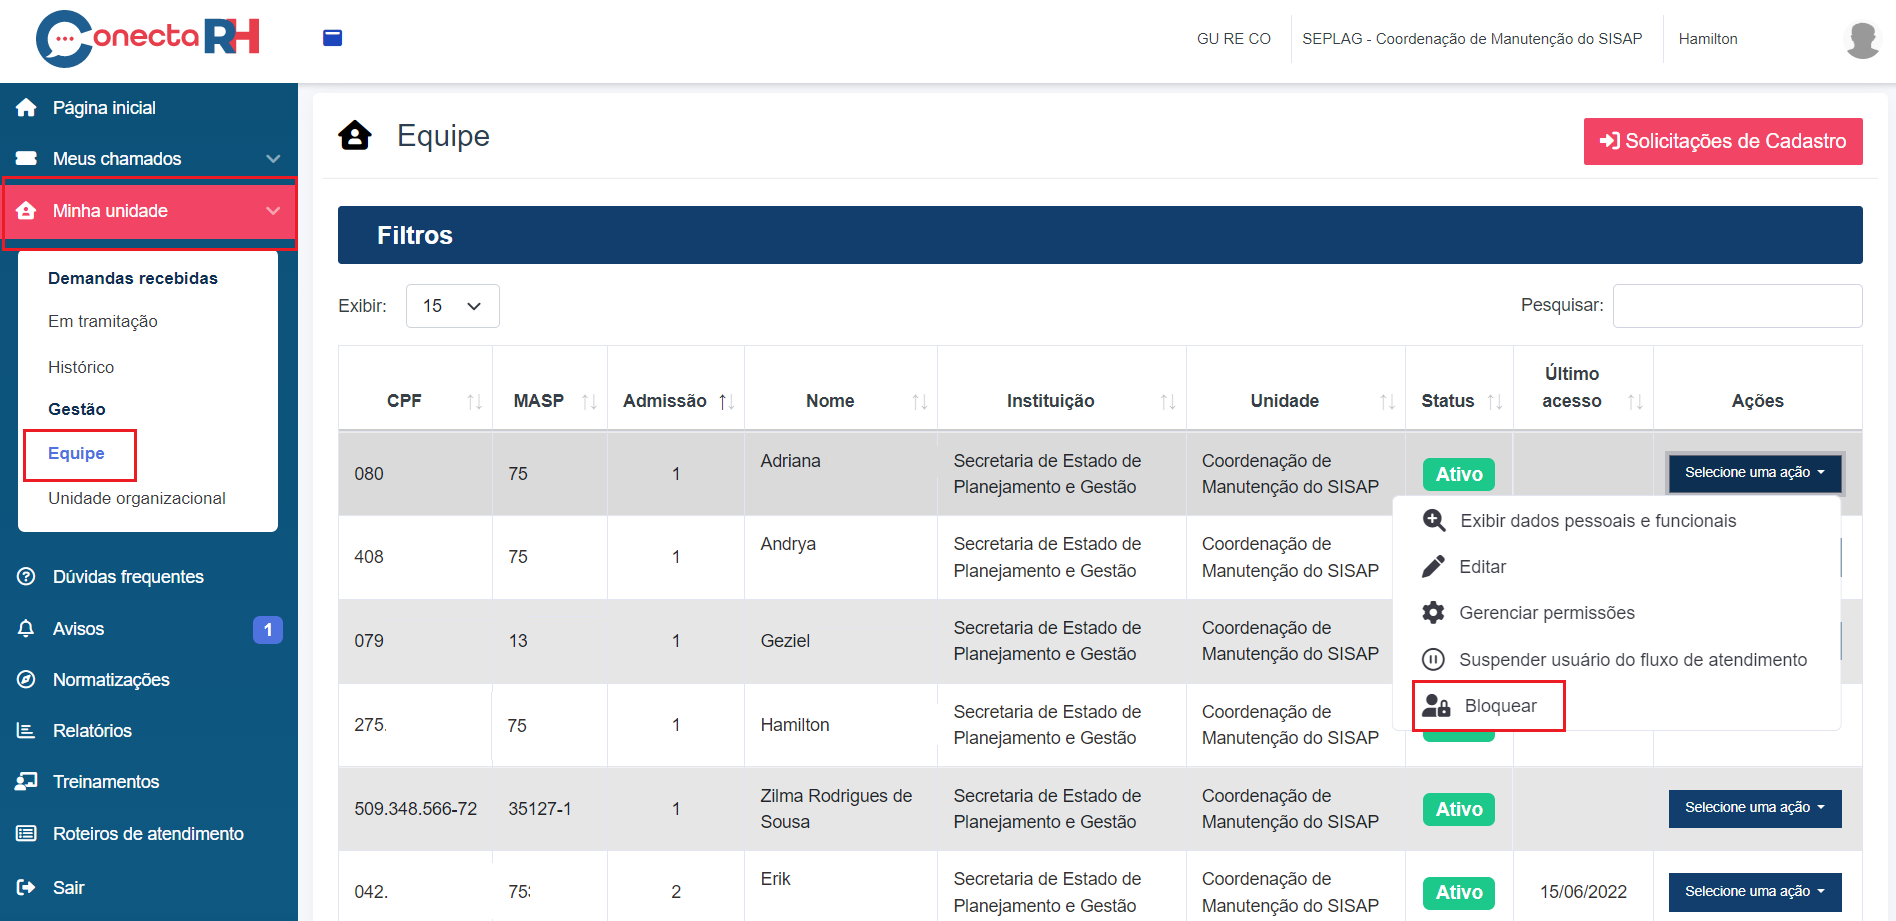 Conecta RH
GU RE CO
SEPLAG - Coordenação de Manutenção do SISAP
Hamilton
Página inicial
Meus chamados
Minha unidade
Demandas recebidas
Em tramitação
Histórico
Gestão
Equipe
Unidade organizacional
Dúvidas frequentes
Avisos
1
Normatizações
Relatórios
Treinamentos
Roteiros de atendimento
Sair
Equipe
Solicitações de Cadastro
Filtros
Exibir: 15
Pesquisar:
CPF MASP Admissão Nome Instituição Unidade Status Último acesso Ações
080 75 1 Adriana Secretaria de Estado de Planejamento e Gestão Coordenação de Manutenção do SISAP Ativo Selecione uma ação
Exibir dados pessoais e funcionais
Editar
Gerenciar permissões
Suspender usuário do fluxo de atendimento
Bloquear
408 75 1 Andrya Secretaria de Estado de Planejamento e Gestão Coordenação de Manutenção do SISAP
079 13 1 Geziel Secretaria de Estado de Planejamento e Gestão Coordenação de Manutenção do SISAP
275. 75 1 Hamilton Secretaria de Estado de Planejamento e Gestão Coordenação de Manutenção do SISAP
509.348.566-72 35127-1 1 Zilma Rodrigues de Sousa Secretaria de Estado de Planejamento e Gestão Coordenação de Manutenção do SISAP Ativo Selecione uma ação
042. 75 2 Erik Secretaria de Estado de Planejamento e Gestão Coordenação de Manutenção do SISAP Ativo 15/06/2022 Selecione uma ação